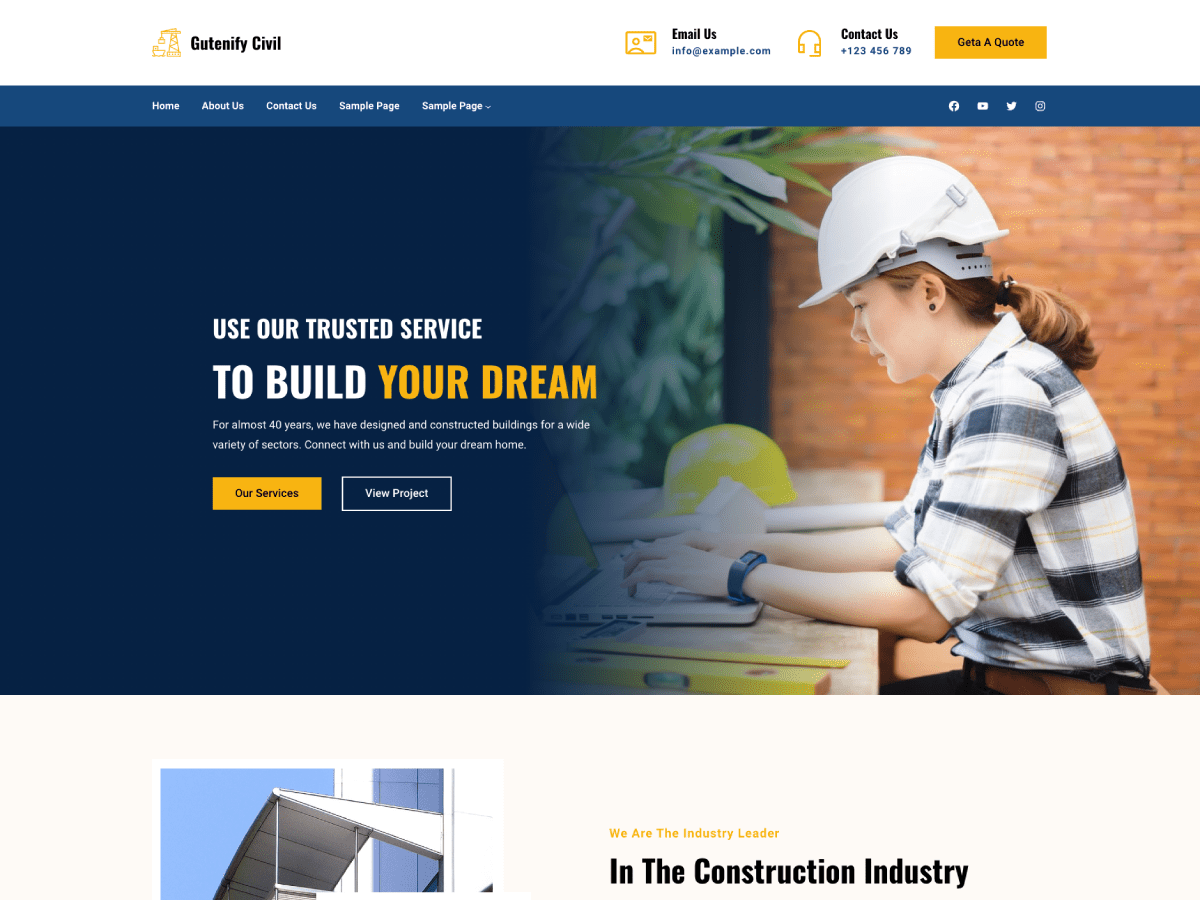 Gutenify Civil
Email Us
info@example.com
Contact Us
+123 456 789
Geta A Quote
Home
About Us
Contact Us
Sample Page
Sample Page
USE OUR TRUSTED SERVICE
TO BUILD YOUR DREAM
For almost 40 years, we have designed and constructed buildings for a wide
variety of sectors. Connect with us and build your dream home.
Our Services
View Project
We Are The Industry Leader
In The Construction Industry